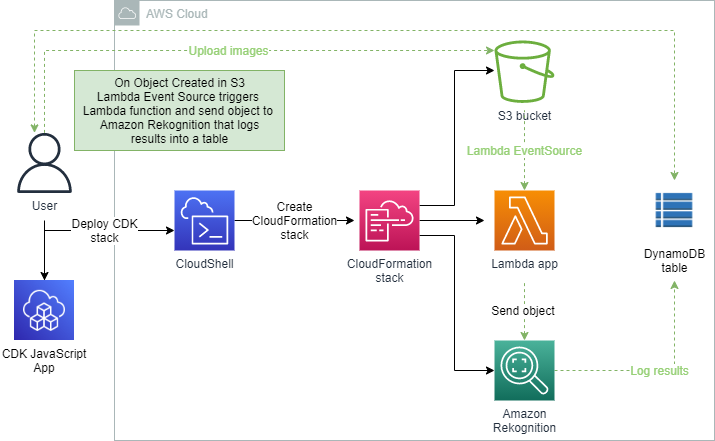 AWS Cloud
Upload images
On Object Created in S3
Lambda Event Source triggers
Lambda function and send object to
Amazon Rekognition that logs
results into a table
S3 bucket
Lambda EventSource
User
Deploy CDK
stack
Create
CloudFormation
stack
CloudShell
CloudFormation
stack
Lambda app
DynamoDB
table
Send object
CDK JavaScript
App
Log results
Amazon
Rekognition